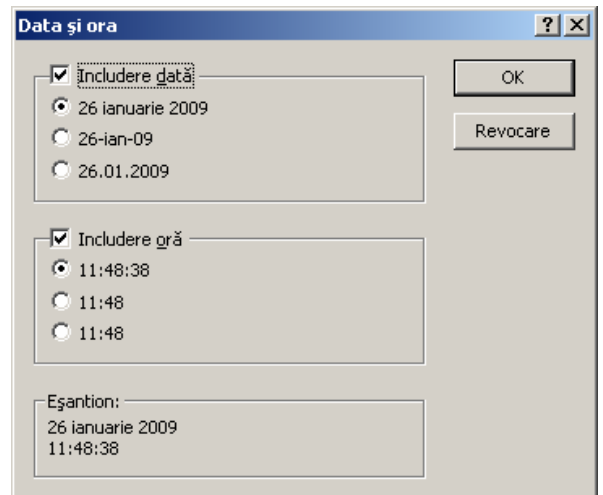 Data şi ora
Includere dată
26 ianuarie 2009
26-ian-09
26.01.2009
OK
Revocare
Includere oră
11:48:38
11:48
11:48
Eşantion:
26 ianuarie 2009
11:48:38